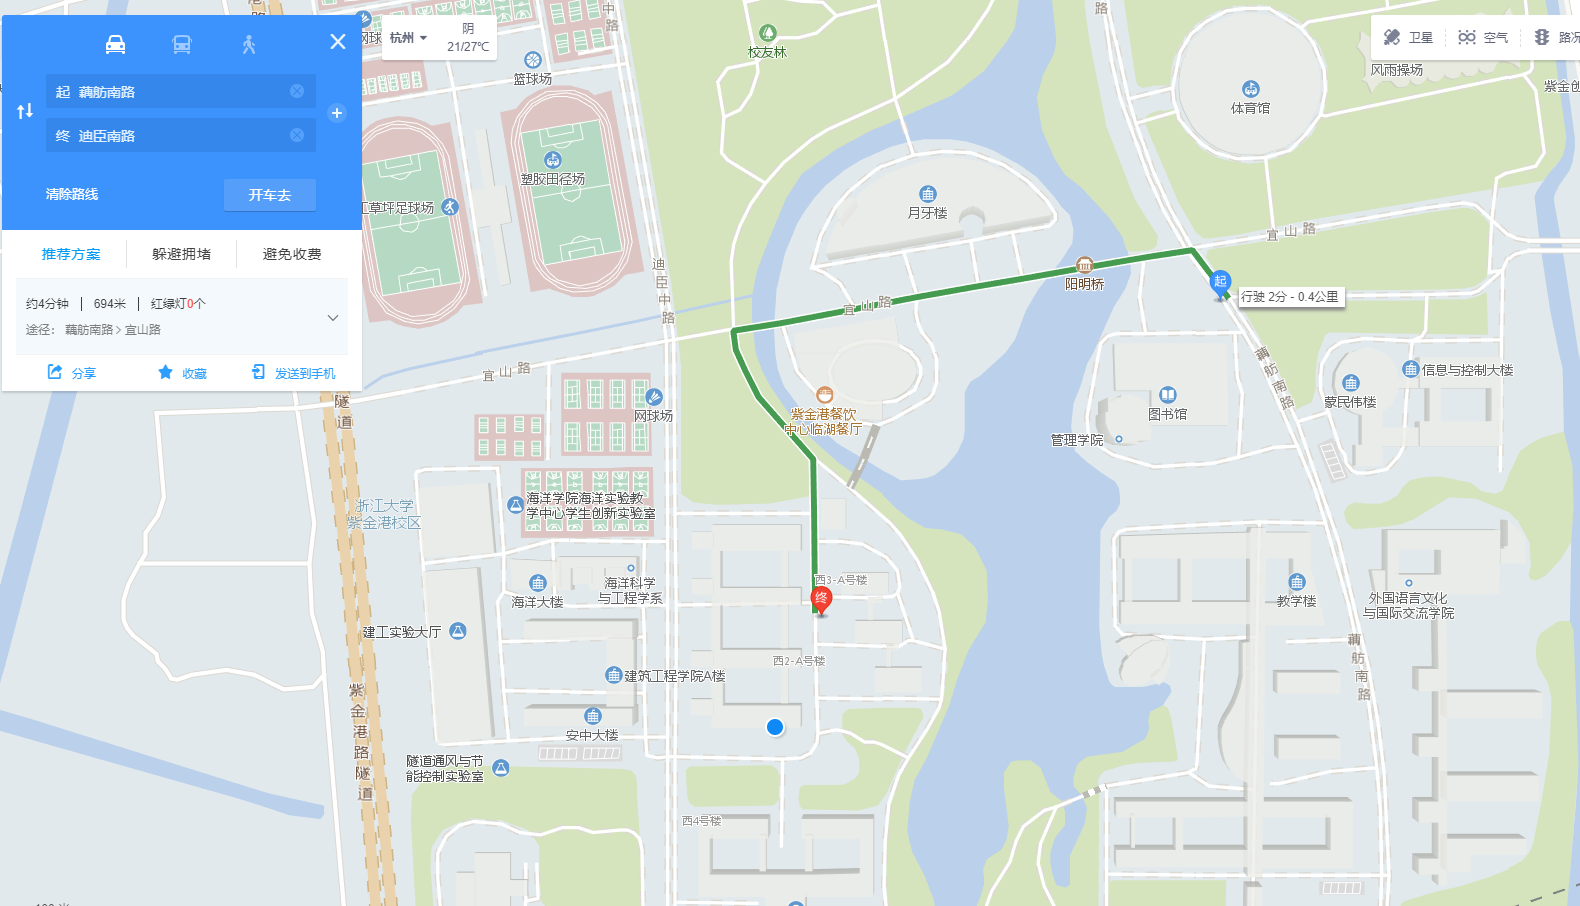 起 藕舫南路
终 迪臣南路
清除路线
开车去
推荐方案
躲避拥堵
避免收费
约4分钟 | 694米 | 红绿灯0个
途径： 藕舫南路 > 宜山路
分享
收藏
发送到手机
杭州
阴
21/27℃
卫星
空气
中路
路
网球
篮球场
校友林
体育馆
风雨操场
塑胶田径场
草坪足球场
月牙楼
宜山路
迪臣中路
阳明桥
起
行驶 2分 - 0.4公里
宜山路
宜山路
藕舫南路
信息与控制大楼
蒙民伟楼
图书馆
管理学院
紫金港餐饮
中心临湖餐厅
网球场
隧道
浙江大学
紫金港校区
海洋学院海洋实验教
学中心学生创新实验室
西3-A号楼
终
海洋大楼
海洋科学
与工程学系
教学楼
外国语言文化
与国际交流学院
建工实验大厅
西2-A号楼
藕舫南路
建筑工程学院A楼
紫金港路隧道
安中大楼
隧道通风与节
能控制实验室
西4号楼